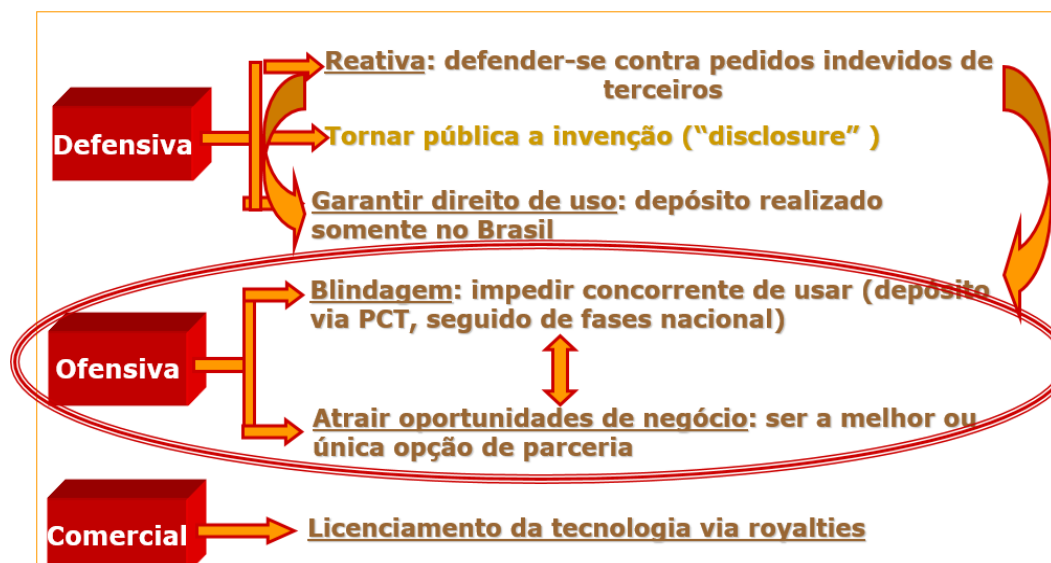 Reativa: defender-se contra pedidos indevidos de
terceiros
Defensiva
Tornar pública a invenção (“disclosure” )
Garantir direito de uso: depósito realizado
somente no Brasil
Blindagem: impedir concorrente de usar (depósito
via PCT, seguido de fases nacional)
Ofensiva
Atrair oportunidades de negócio: ser a melhor ou
única opção de parceria
Comercial
Licenciamento da tecnologia via royalties